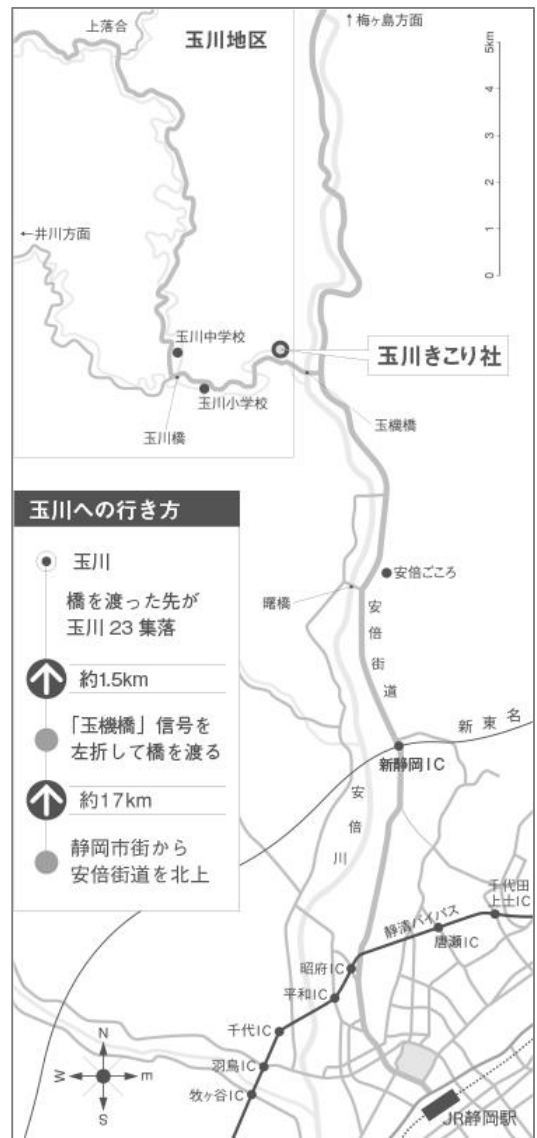 上落合
玉川地区
↑梅ヶ島方面
5km
4
3
2
1
0
←井川方面
玉川中学校
玉川きこり社
玉川小学校
玉川橋
玉機橋
玉川への行き方
玉川
橋を渡った先が
玉川23集落
約1.5km
「玉機橋」信号を
左折して橋を渡る
約17km
静岡市街から
安倍街道を北上
安倍ごころ
曙橋
安倍街道
新東名
新静岡IC
安倍川
千代田
上土IC
静清バイパス
唐瀬IC
昭府IC
平和IC
千代IC
羽鳥IC
牧ヶ谷IC
N
W
E
S
JR静岡駅